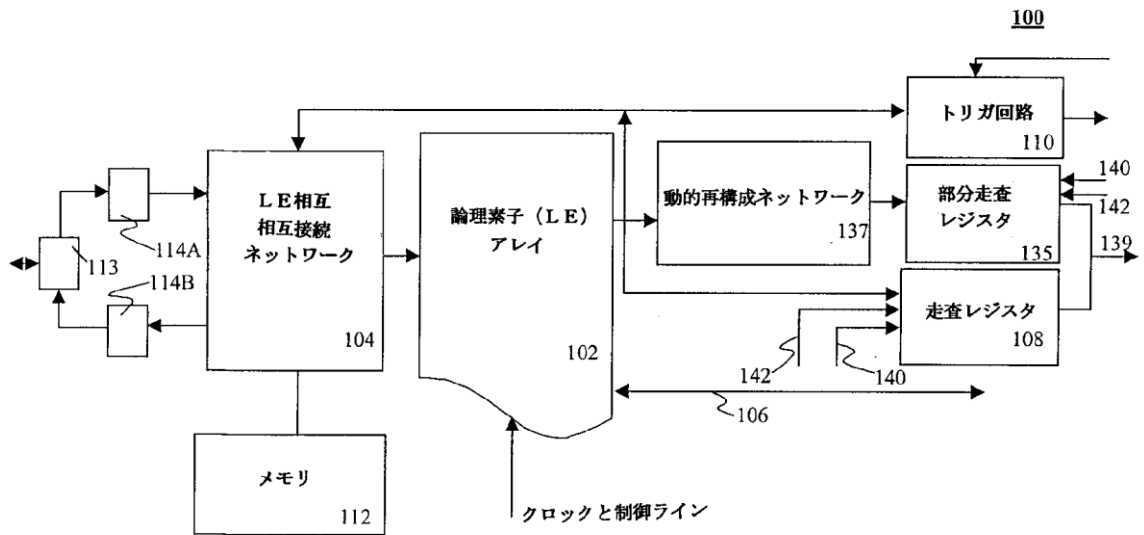 100
トリガ回路
110
140
142
139
部分走査
レジスタ
135
動的再構成ネットワーク
137
論理素子（LE）
アレイ
102
LE相互
相互接続
ネットワーク
104
114A
113
114B
走査レジスタ
108
142
140
106
メモリ
112
クロックと制御ライン